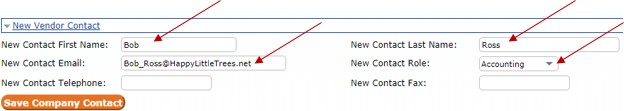 New Vendor Contact
New Contact First Name: Bob New Contact Last Name: Ross
New Contact Email: Bob_Ross@HappyLittleTrees.net New Contact Role: Accounting
New Contact Telephone: New Contact Fax:
Save Company Contact